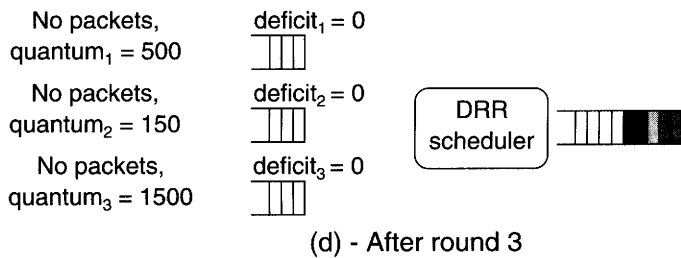 No packets,
quantum₁ = 500
deficit₁ = 0
No packets,
quantum₂ = 150
deficit₂ = 0
No packets,
quantum₃ = 1500
deficit₃ = 0
DRR
scheduler
(d) - After round 3